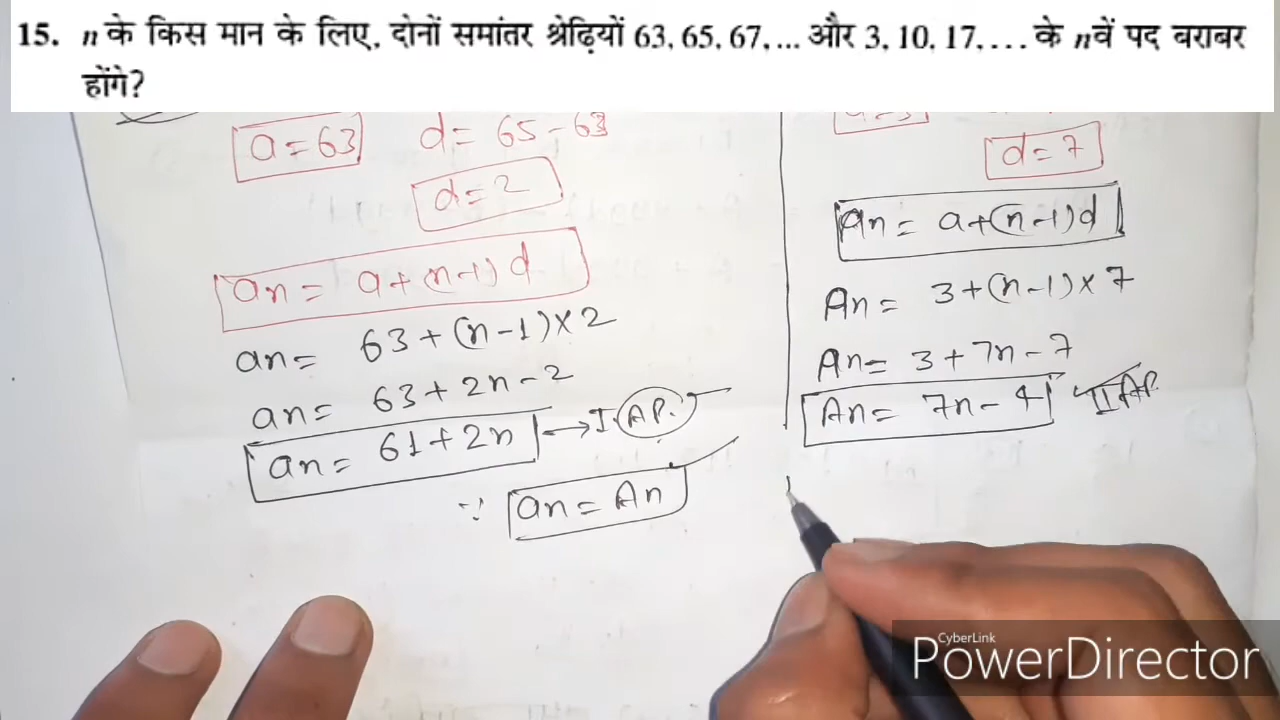 15. n के किस मान के लिए, दोनों समांतर श्रेढ़ियों 63, 65, 67, ... और 3, 10, 17, . . . के nवें पद बराबर
होंगे?
a = 63 d = 65 - 63
d = 2
an = a + (n-1) d
an = 63 + (n-1) × 2
an = 63 + 2n - 2
an = 61 + 2n → I A.P.
∵ an = An
d = 7
an = a + (n-1) d
An = 3 + (n-1) × 7
An = 3 + 7n - 7
An = 7n - 4 II A.P.
CyberLink
PowerDirector